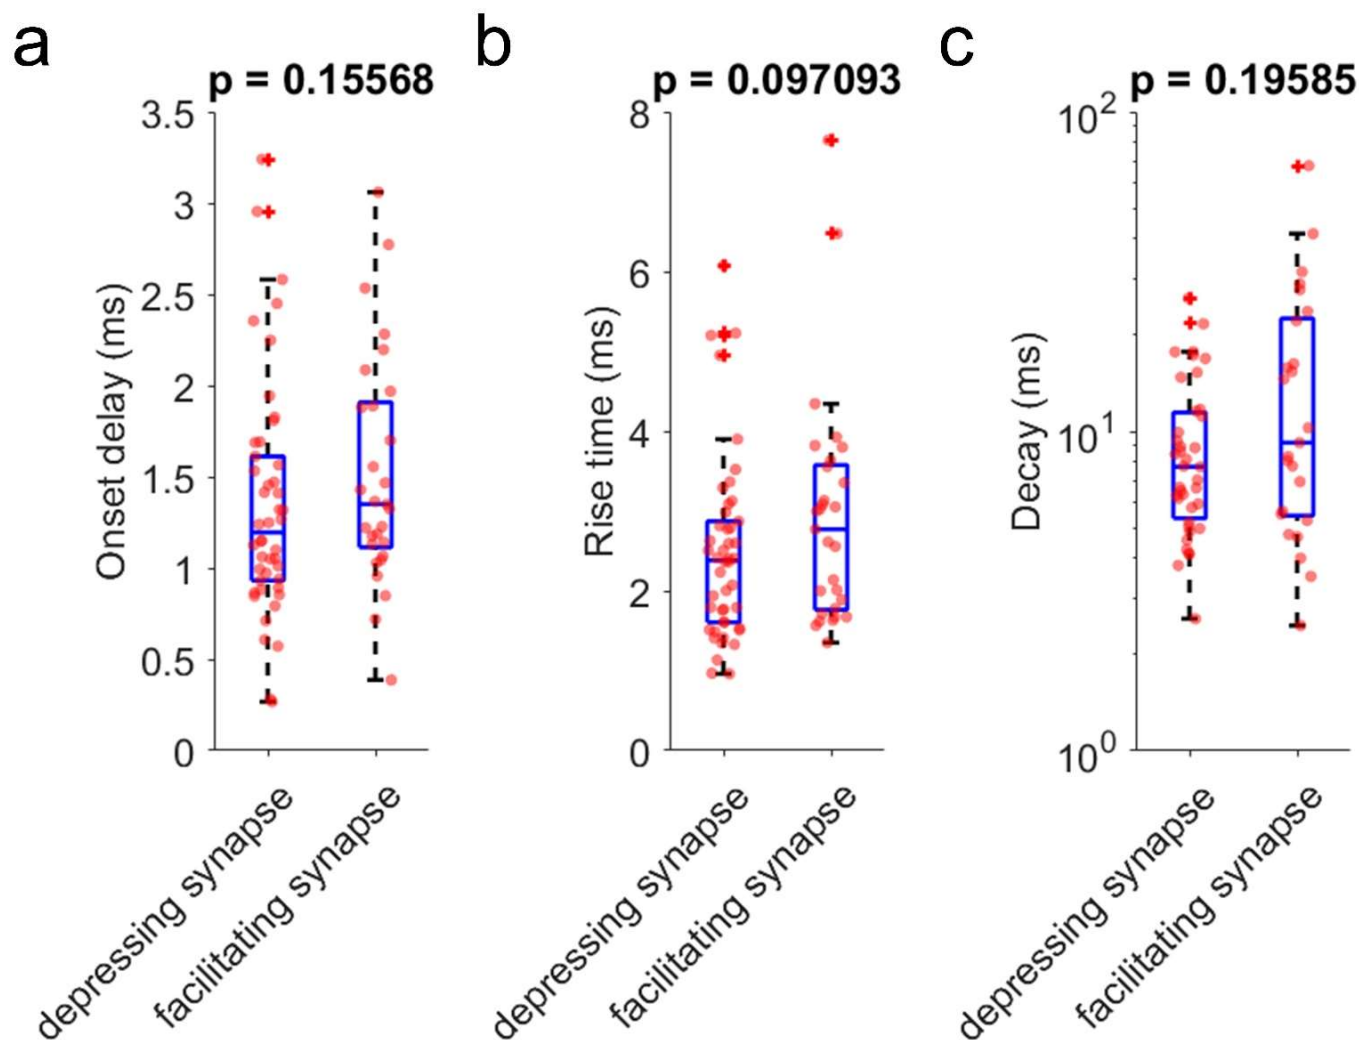 a
p = 0.15568
3.5
3
2.5
2
1.5
1
0.5
0
Onset delay (ms)
depressing synapse
facilitating synapse
b
p = 0.097093
8
6
4
2
0
Rise time (ms)
depressing synapse
facilitating synapse
c
p = 0.19585
10²
10¹
10⁰
Decay (ms)
depressing synapse
facilitating synapse